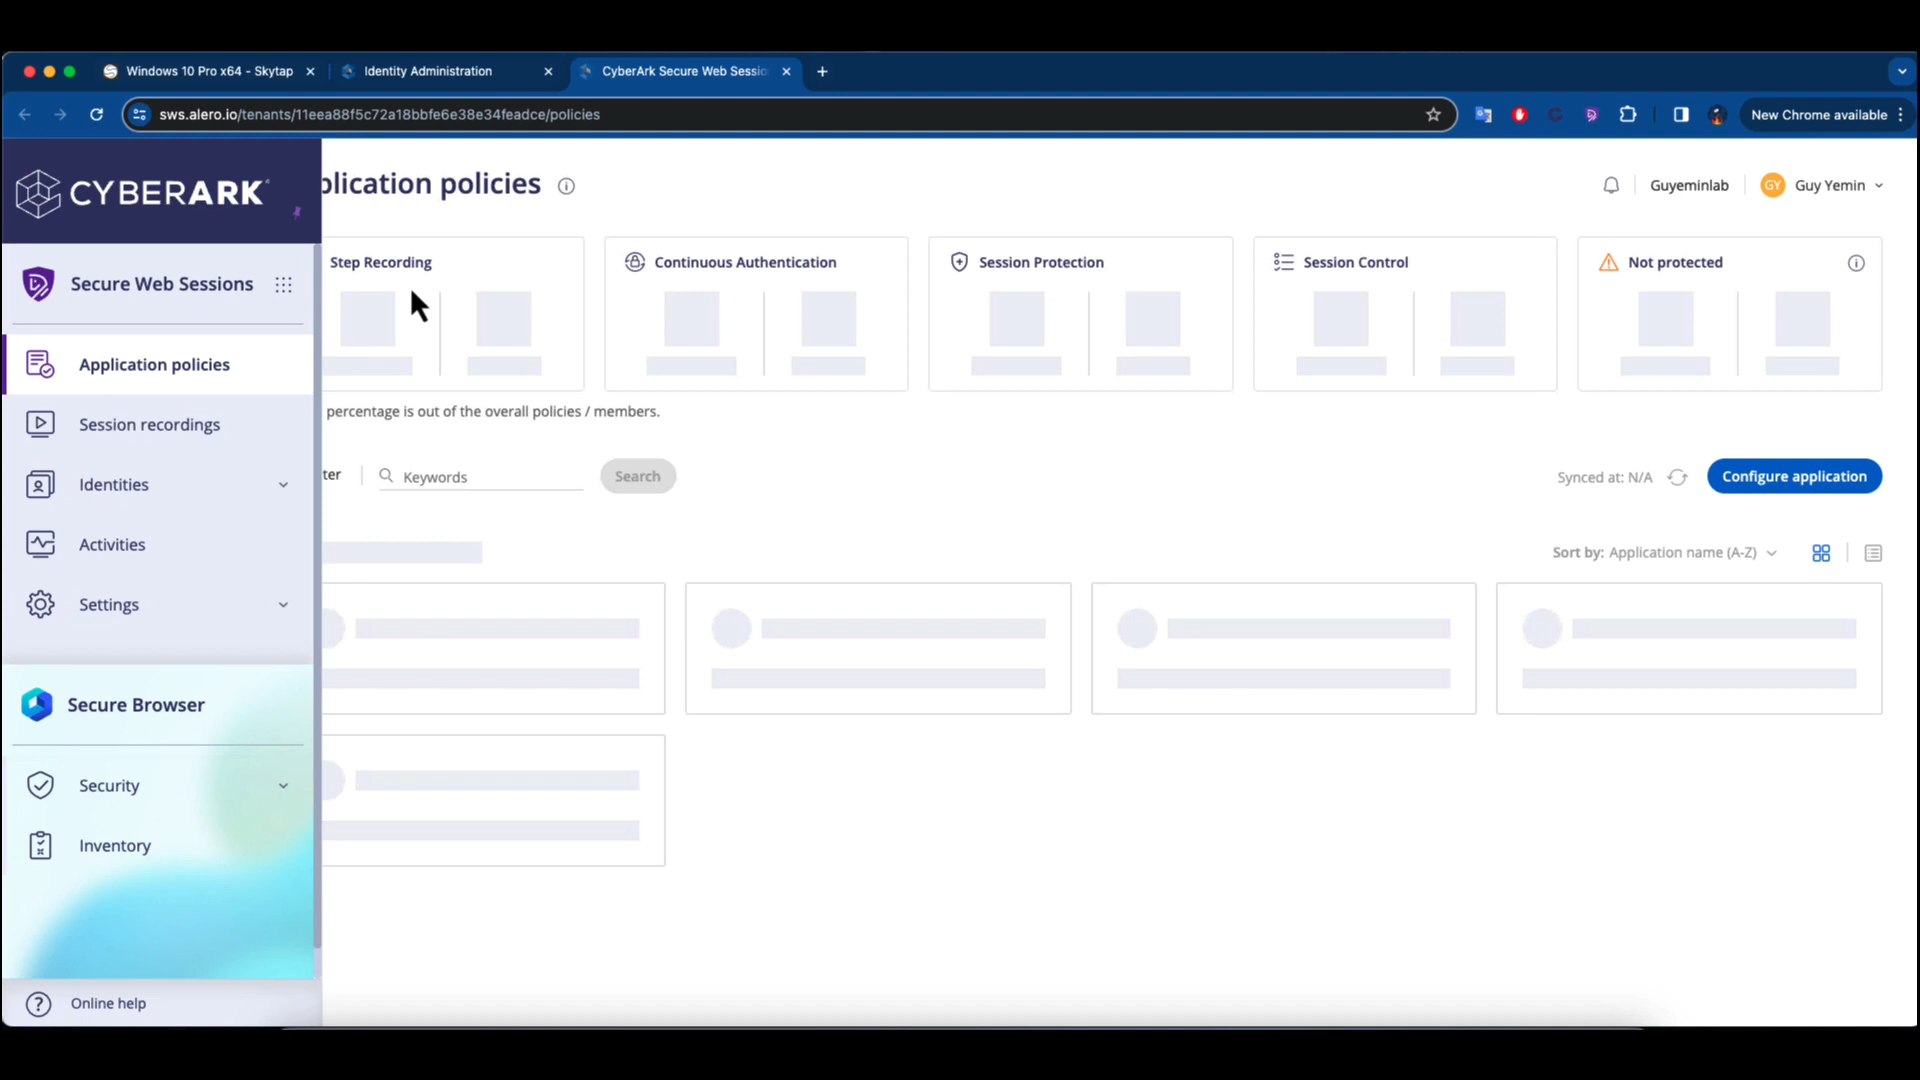 Windows 10 Pro x64 - Skytap
Identity Administration
CyberArk Secure Web Sessio
sws.alero.io/tenants/11eea88f5c72a18bbfe6e38e34feadce/policies
New Chrome available
CYBERARK
plication policies
Guyeminlab
GY
Guy Yemin
Secure Web Sessions
Step Recording
Continuous Authentication
Session Protection
Session Control
Not protected
Application policies
Session recordings
Identities
Activities
Settings
percentage is out of the overall policies / members.
ter
Keywords
Search
Synced at: N/A
Configure application
Sort by: Application name (A-Z)
Secure Browser
Security
Inventory
Online help